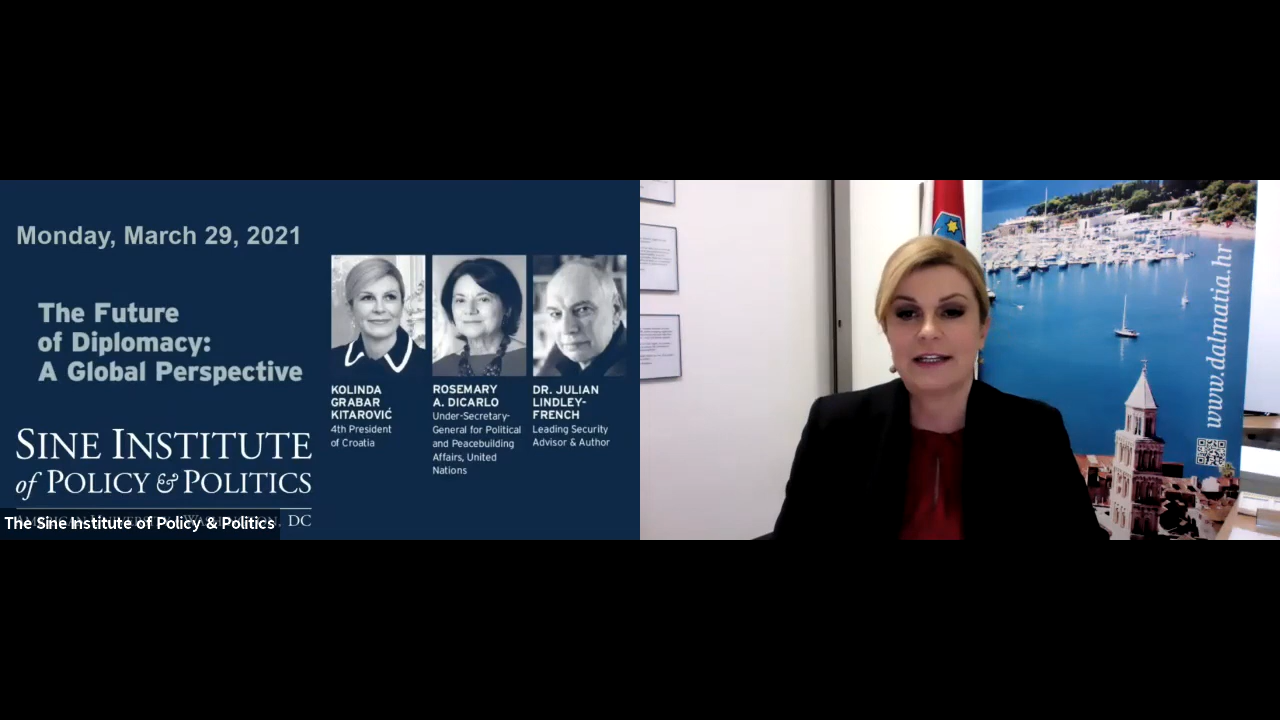 Monday, March 29, 2021
The Future
of Diplomacy:
A Global Perspective
KOLINDA
GRABAR
KITAROVIĆ
4th President
of Croatia
ROSEMARY
A. DICARLO
Under-Secretary-
General for Political
and Peacebuilding
Affairs, United
Nations
DR. JULIAN
LINDLEY-
FRENCH
Leading Security
Advisor & Author
SINE INSTITUTE
of POLICY & POLITICS
DC
The Sine Institute of Policy & Politics
www.dalmatia.hr